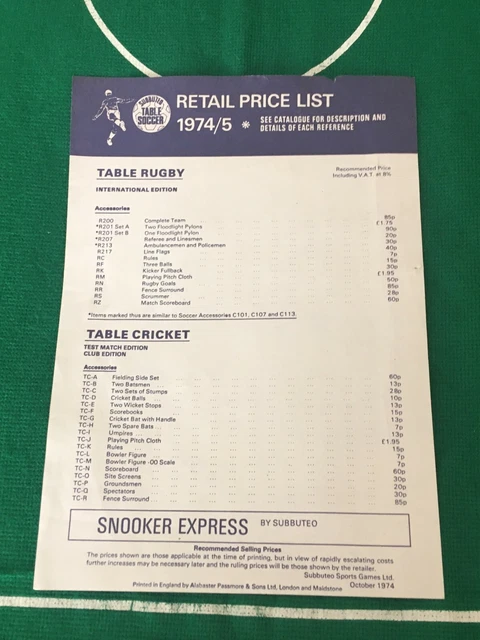 SUBBUTEO
TABLE
SOCCER
RETAIL PRICE LIST
1974/5 * SEE CATALOGUE FOR DESCRIPTION AND
DETAILS OF EACH REFERENCE
TABLE RUGBY
Recommended Price
Including V.A.T. at 8%
INTERNATIONAL EDITION
Accessories
R200 Complete Team 85p
*R201 Set A Two Floodlight Pylons £1.75
*R201 Set B One Floodlight Pylon 90p
*R207 Referee and Linesmen 20p
*R213 Ambulancemen and Policemen 30p
R217 Line Flags 40p
RC Rules 7p
RF Three Balls 15p
RK Kicker Fullback 30p
RM Playing Pitch Cloth £1.95
RN Rugby Goals 50p
RR Fence Surround 85p
RS Scrummer 28p
RZ Match Scoreboard 60p
*Items marked thus are similar to Soccer Accessories C101, C107 and C113.
TABLE CRICKET
TEST MATCH EDITION
CLUB EDITION
Accessories
TC-A Fielding Side Set 60p
TC-B Two Batsmen 13p
TC-C Two Sets of Stumps 28p
TC-D Cricket Balls 10p
TC-E Two Wicket Stops 13p
TC-F Scorebooks 15p
TC-G Cricket Bat with Handle 13p
TC-H Two Spare Bats 7p
TC-I Umpires 13p
TC-J Playing Pitch Cloth £1.95
TC-K Rules 15p
TC-L Bowler Figure 7p
TC-M Bowler Figure -OO Scale 7p
TC-N Scoreboard 60p
TC-O Site Screens 30p
TC-P Groundsmen 20p
TC-Q Spectators 30p
TC-R Fence Surround 85p
SNOOKER EXPRESS BY SUBBUTEO
Recommended Selling Prices
The prices shown are those applicable at the time of printing, but in view of rapidly escalating costs
further increases may be necessary later and the ruling prices will be those shown by the retailer.
Subbuteo Sports Games Ltd.
Printed in England by Alabaster Passmore & Sons Ltd, London and Maidstone October 1974